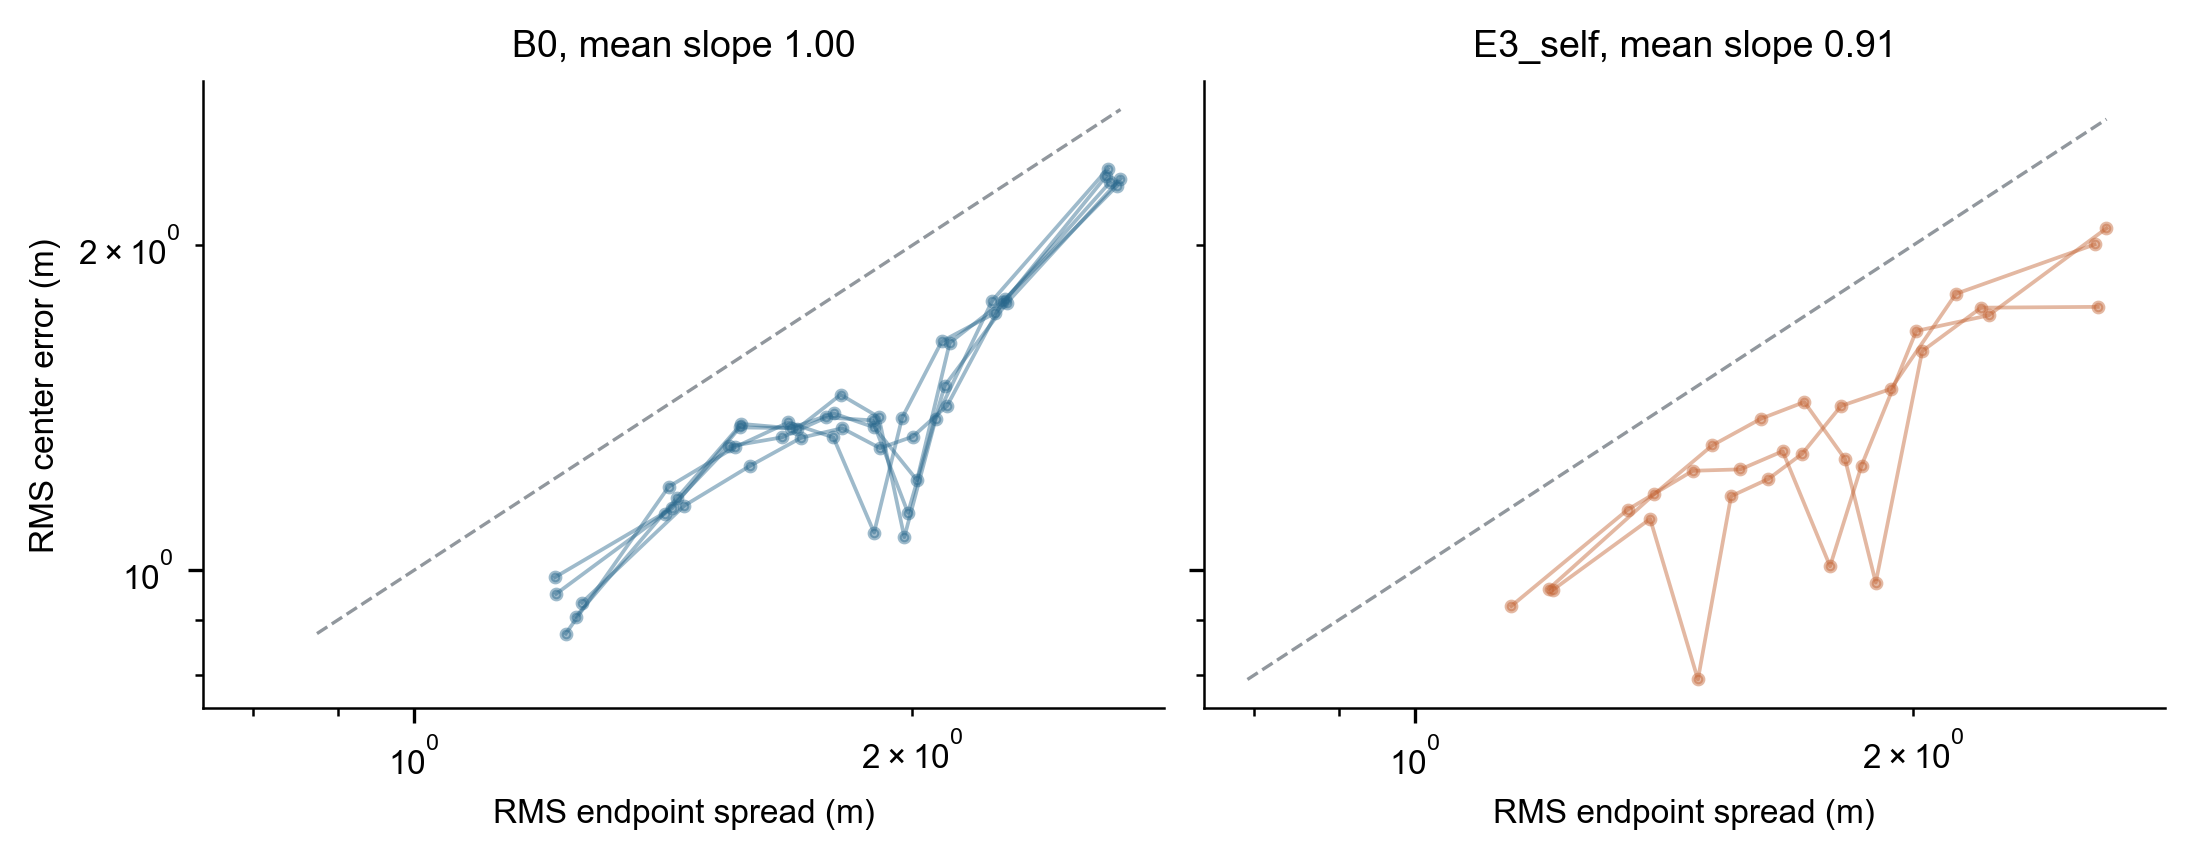 B0, mean slope 1.00
E3_self, mean slope 0.91
RMS center error (m)
2 × 10⁰
10⁰
10⁰
2 × 10⁰
10⁰
2 × 10⁰
RMS endpoint spread (m)
RMS endpoint spread (m)